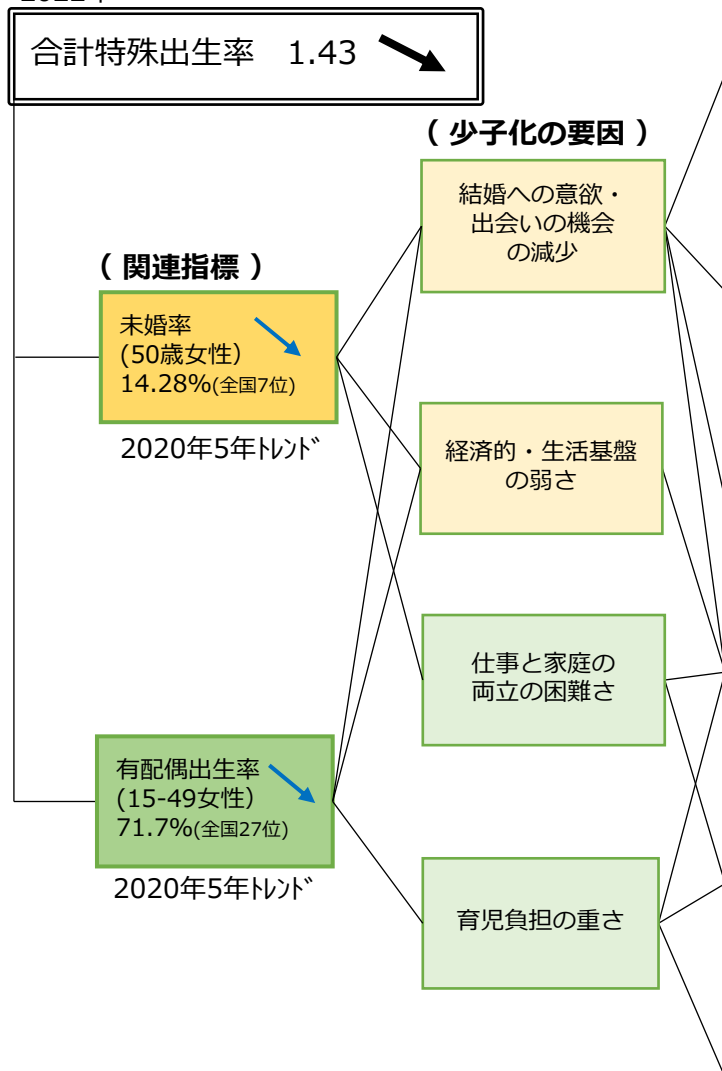 合計特殊出生率 1.43
( 少子化の要因 )
結婚への意欲・
出会いの機会
の減少
( 関連指標 )
未婚率
(50歳女性)
14.28%(全国7位)
2020年5年ﾄﾚﾝﾄﾞ
経済的・生活基盤
の弱さ
仕事と家庭の
両立の困難さ
有配偶出生率
(15-49女性)
71.7%(全国27位)
2020年5年ﾄﾚﾝﾄﾞ
育児負担の重さ